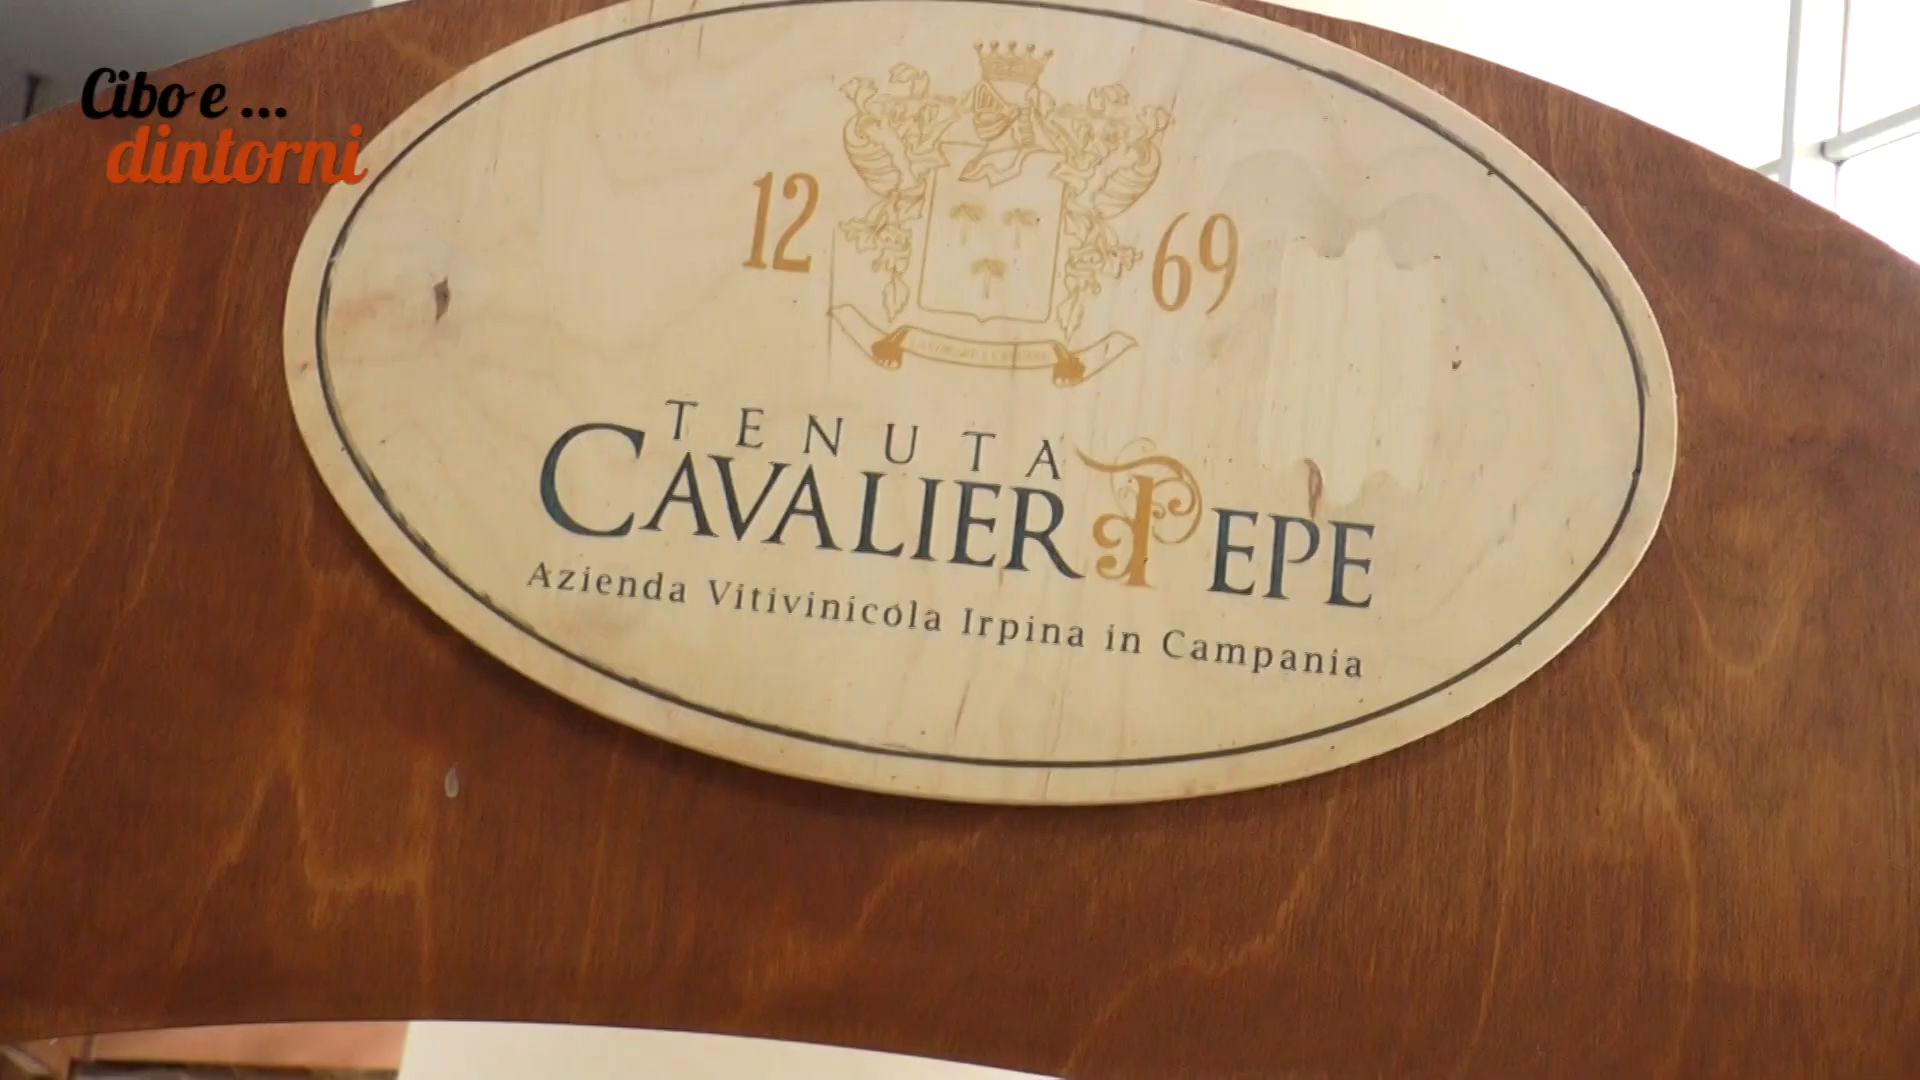 Cibo e ...
dintorni
12 69
TENUTA
CAVALIER PEPE
Azienda Vitivinicola Irpina in Campania